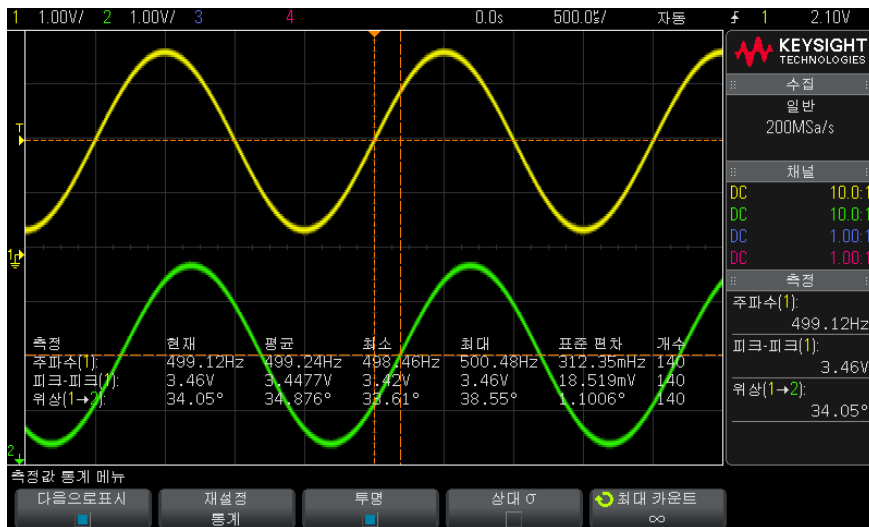 1 1.00V/ 2 1.00V/ 3 4 0.0s 500.0㎲/ 자동 1 2.10V
KEYSIGHT
TECHNOLOGIES
수집
일반
200MSa/s
채널
DC 10.0:1
DC 10.0:1
DC 1.00:1
DC 1.00:1
측정
주파수(1):
499.12Hz
피크-피크(1):
3.46V
위상(1→2):
34.05°
T
1
2
측정 현재 평균 최소 최대 표준 편차 개수
주파수(1): 499.12Hz 499.24Hz 498.46Hz 500.48Hz 312.35mHz 140
피크-피크(1): 3.46V 3.4477V 3.42V 3.46V 18.519mV 140
위상(1→2): 34.05° 34.876° 33.61° 38.55° 1.1006° 140
측정값 통계 메뉴
다음으로표시 재설정 투명 상대 σ 최대 카운트
통계 ∞